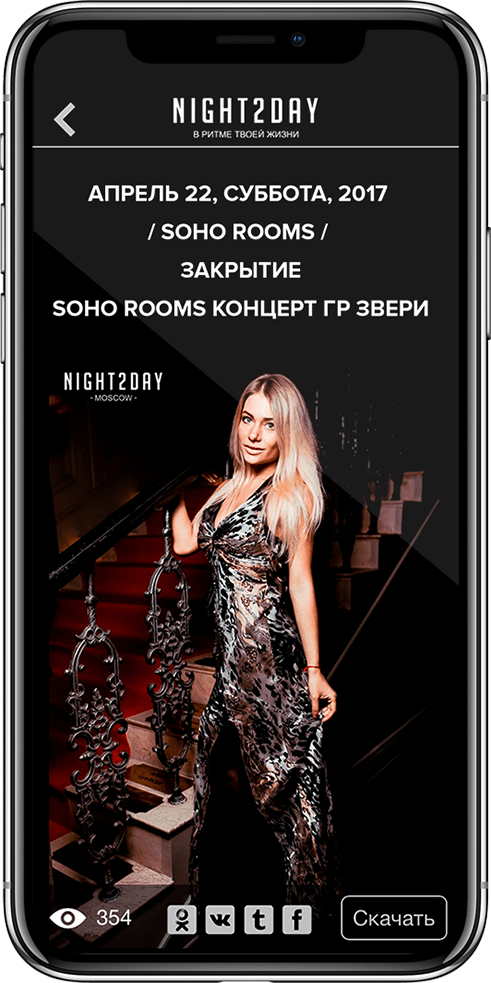 NIGHT2DAY
В РИТМЕ ТВОЕЙ ЖИЗНИ
АПРЕЛЬ 22, СУББОТА, 2017
/ SOHO ROOMS /
ЗАКРЫТИЕ
SOHO ROOMS КОНЦЕРТ ГР ЗВЕРИ
NIGHT2DAY
- MOSCOW -
354
Скачать